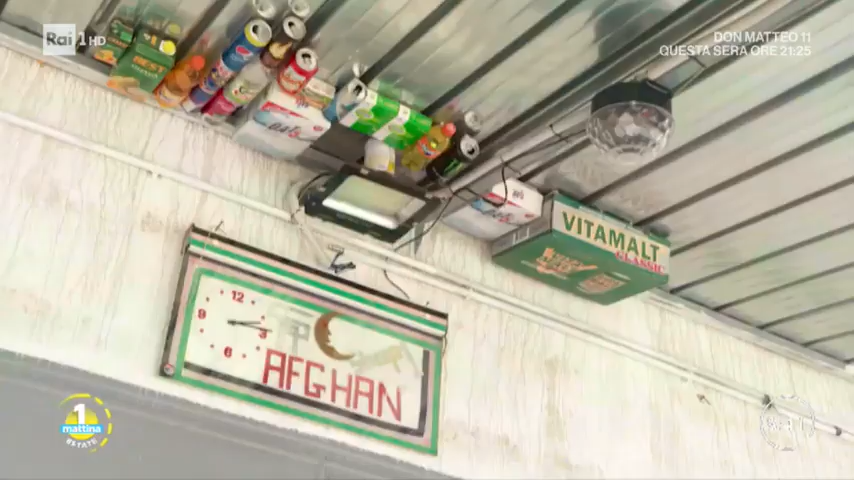 Rai 1 HD
DON MATTEO 11
QUESTA SERA ORE 21:25
VITAMALT
CLASSIC
12
9
3
6
AFGHAN
1
mattina
ESTATE